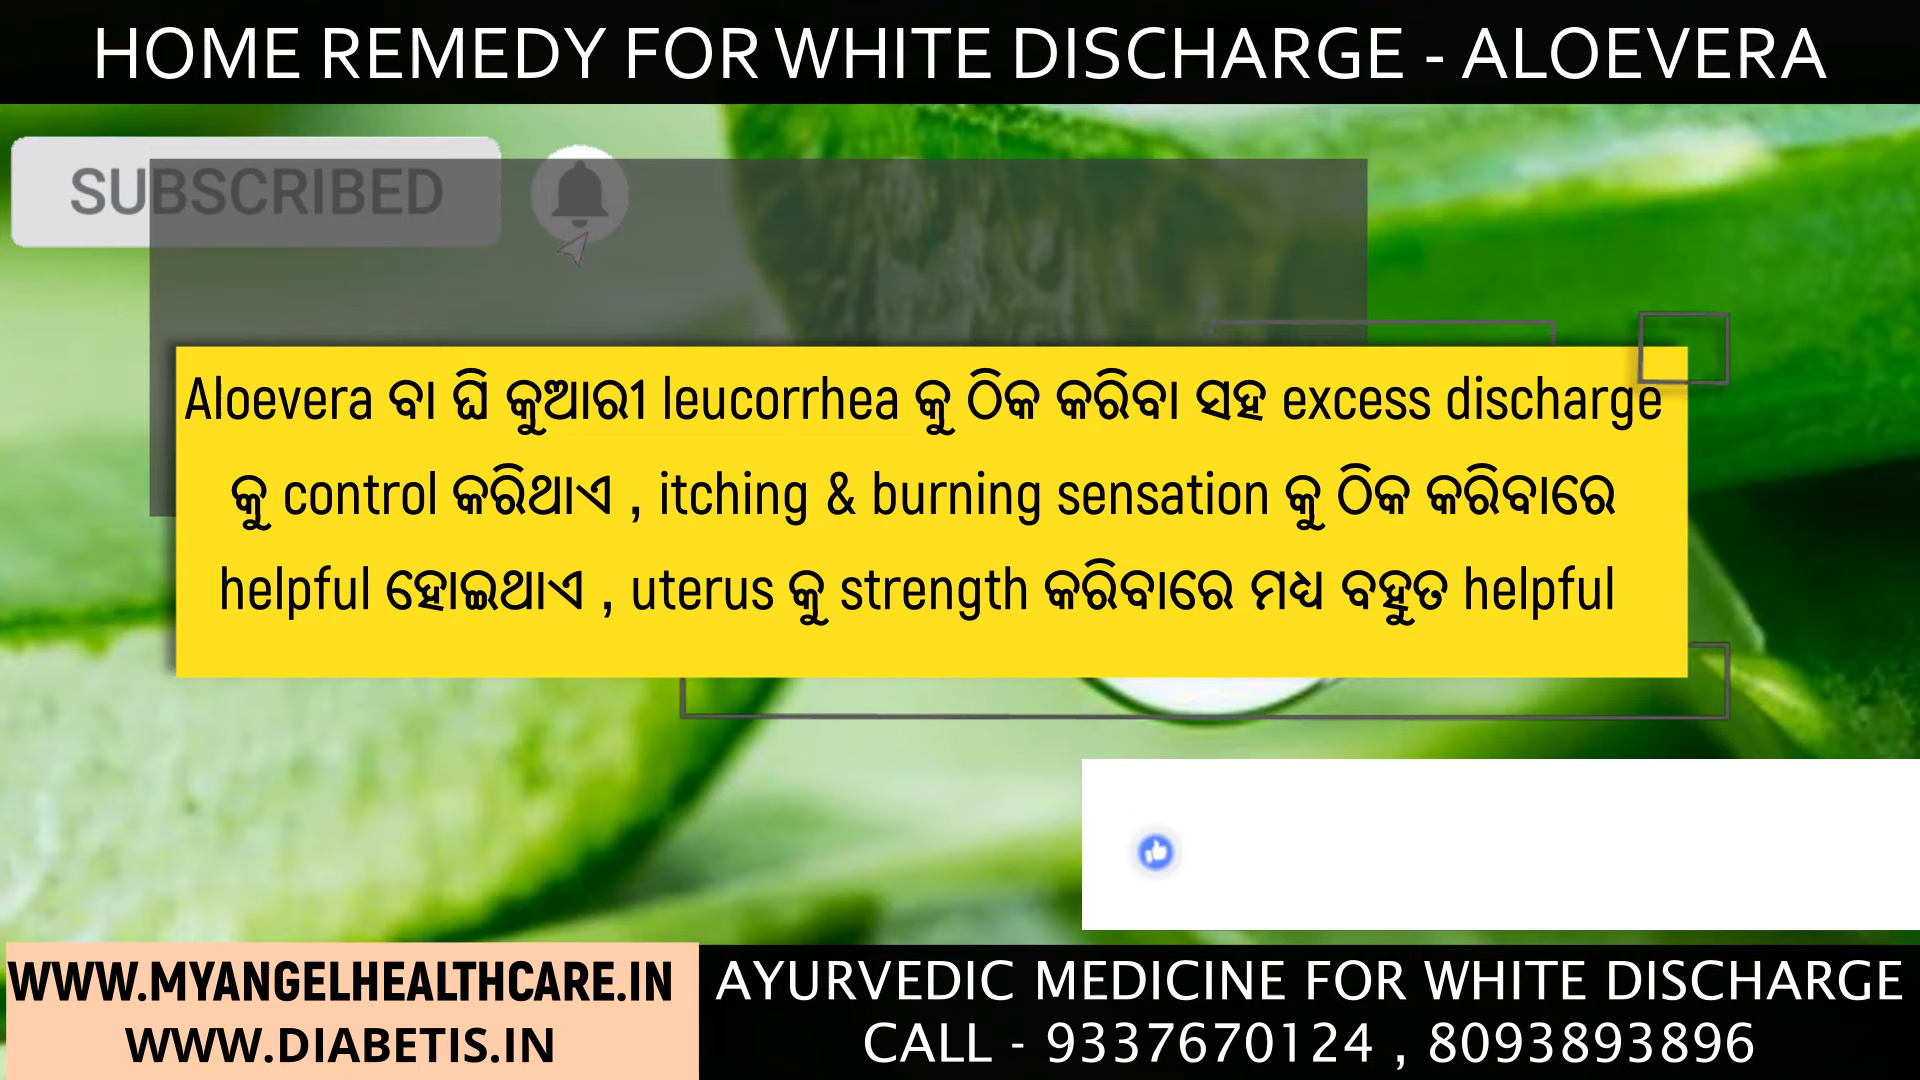 HOME REMEDY FOR WHITE DISCHARGE - ALOEVERA
SUBSCRIBED
Aloevera ବା ଘି କୁଆରୀ leucorrhea କୁ ଠିକ କରିବା ସହ excess discharge
କୁ control କରିଥାଏ , itching & burning sensation କୁ ଠିକ କରିବାରେ
helpful ହୋଇଥାଏ , uterus କୁ strength କରିବାରେ ମଧ୍ୟ ବହୁତ helpful
WWW.MYANGELHEALTHCARE.IN
WWW.DIABETIS.IN
AYURVEDIC MEDICINE FOR WHITE DISCHARGE
CALL - 9337670124 , 8093893896